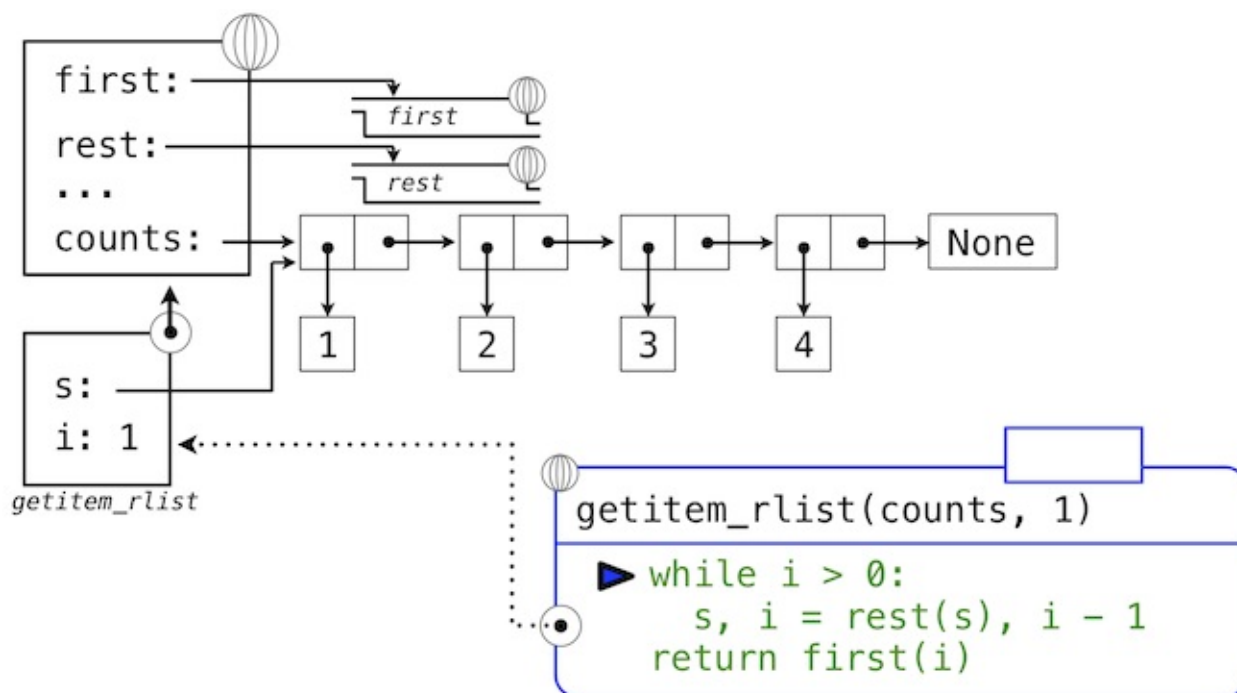 first:
first
rest:
rest
...
counts:
None
1 2 3 4
s:
i: 1
getitem_rlist
getitem_rlist(counts, 1)
while i > 0:
s, i = rest(s), i - 1
return first(i)